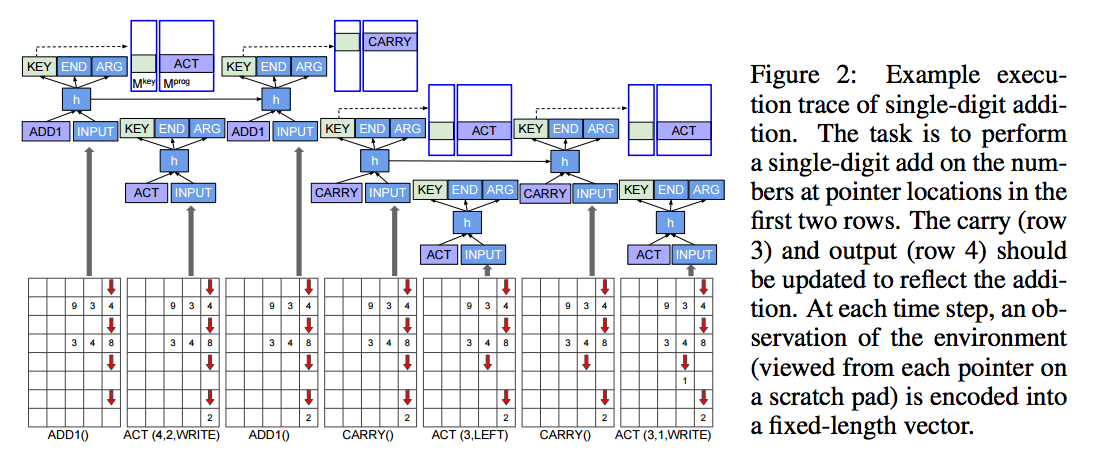 KEY END ARG
Mkey Mprog
ACT
h
ADD1 INPUT
KEY END ARG
CARRY
h
ADD1 INPUT
KEY END ARG
h
ACT INPUT
KEY END ARG
ACT
h
CARRY INPUT
KEY END ARG
h
ACT INPUT
KEY END ARG
ACT
h
CARRY INPUT
KEY END ARG
h
ACT INPUT
9 3 4
3 4 8
ADD1()
9 3 4
3 4 8
2
ACT (4,2,WRITE)
9 3 4
3 4 8
2
ADD1()
9 3 4
3 4 8
2
CARRY()
9 3 4
3 4 8
2
ACT (3,LEFT)
9 3 4
3 4 8
2
CARRY()
9 3 4
3 4 8
1
2
ACT (3,1,WRITE)
Figure 2: Example execu-
tion trace of single-digit addi-
tion. The task is to perform
a single-digit add on the num-
bers at pointer locations in the
first two rows. The carry (row
3) and output (row 4) should
be updated to reflect the addi-
tion. At each time step, an ob-
servation of the environment
(viewed from each pointer on
a scratch pad) is encoded into
a fixed-length vector.